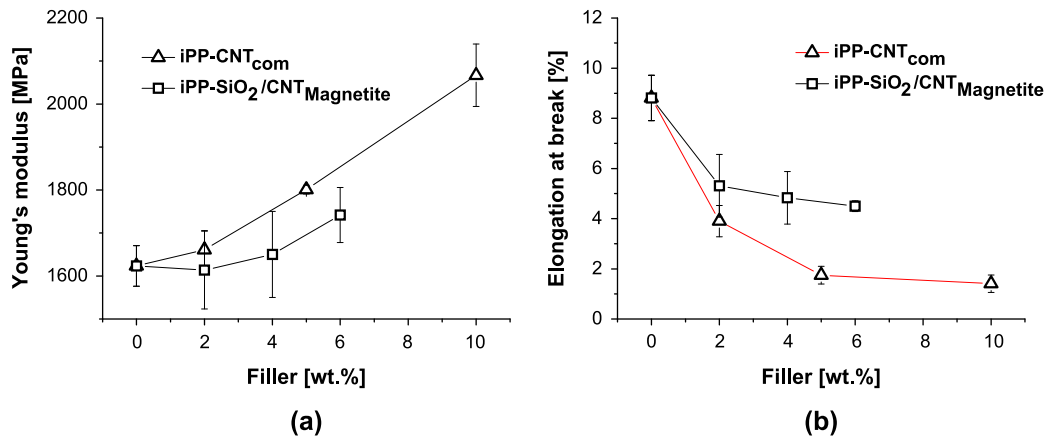 2200
2000
1800
1600
Young's modulus [MPa]
iPP-CNTcom
iPP-SiO2/CNTMagnetite
0 2 4 6 8 10
Filler [wt.%]
(a)
12
10
8
6
4
2
0
Elongation at break [%]
iPP-CNTcom
iPP-SiO2/CNTMagnetite
0 2 4 6 8 10
Filler [wt.%]
(b)